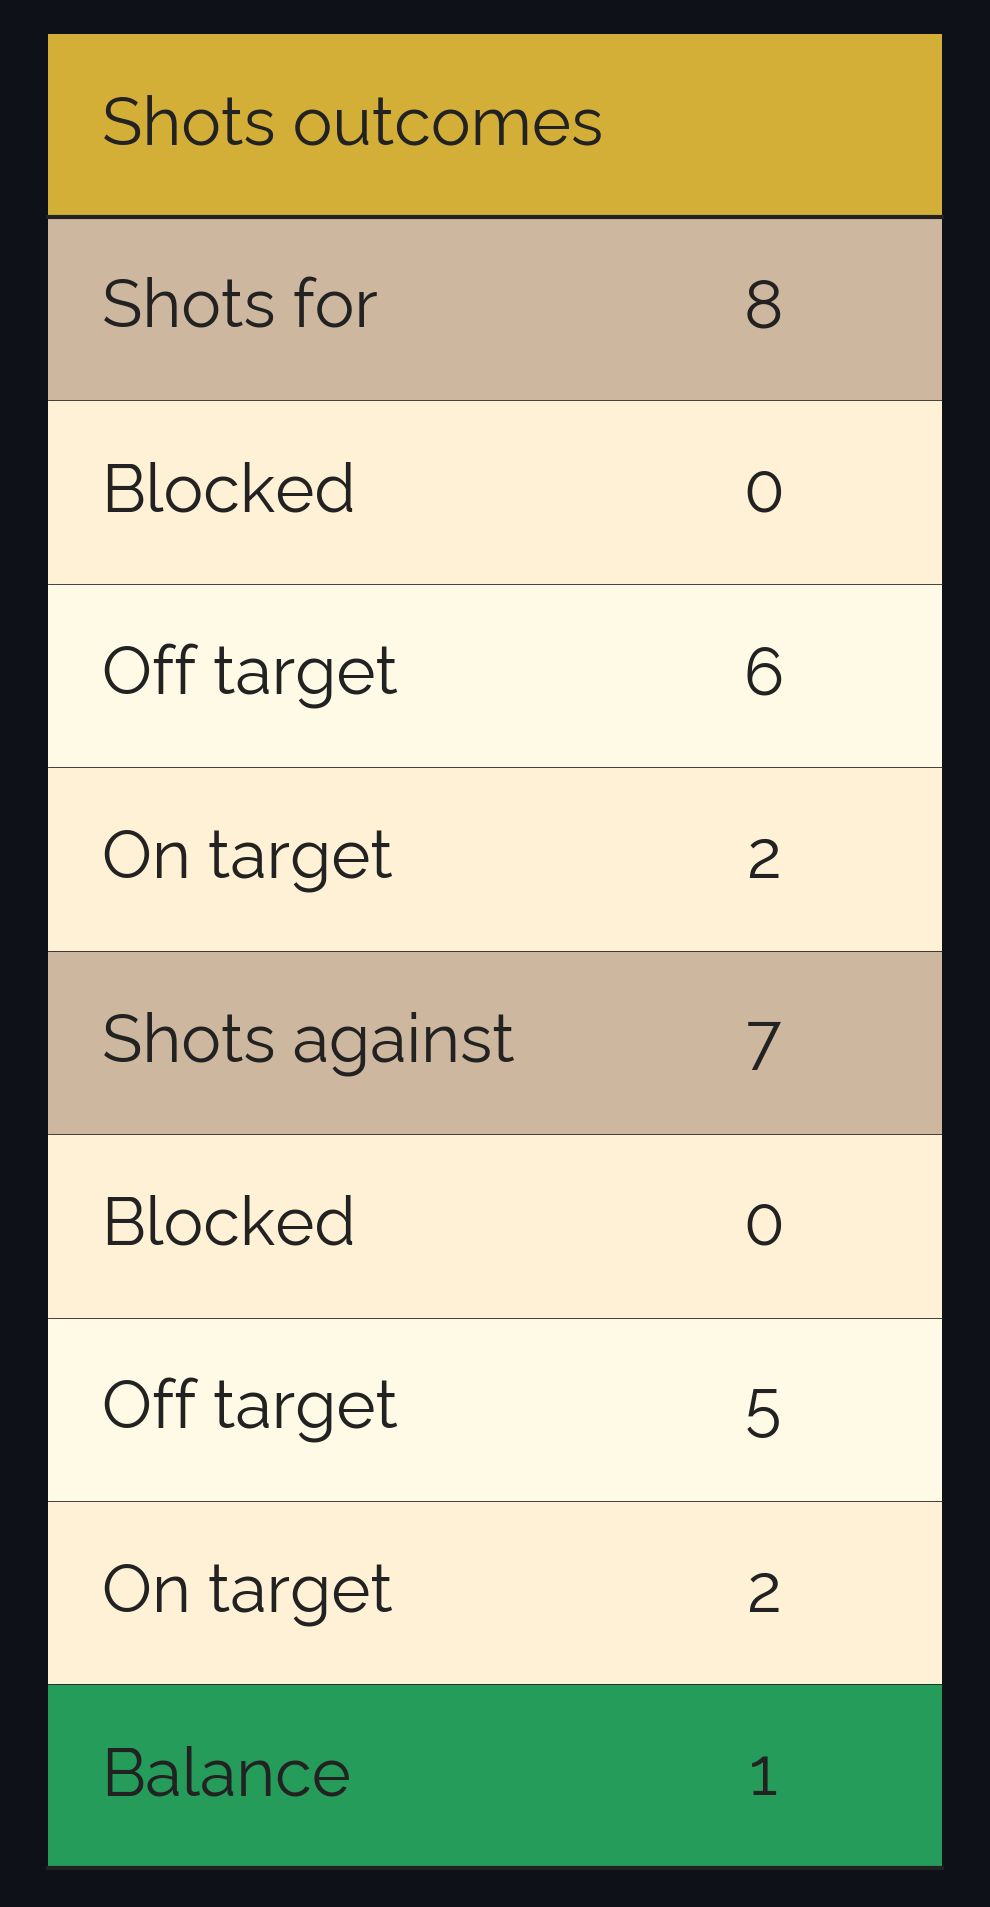 Shots outcomes
Shots for 8
Blocked 0
Off target 6
On target 2
Shots against 7
Blocked 0
Off target 5
On target 2
Balance 1